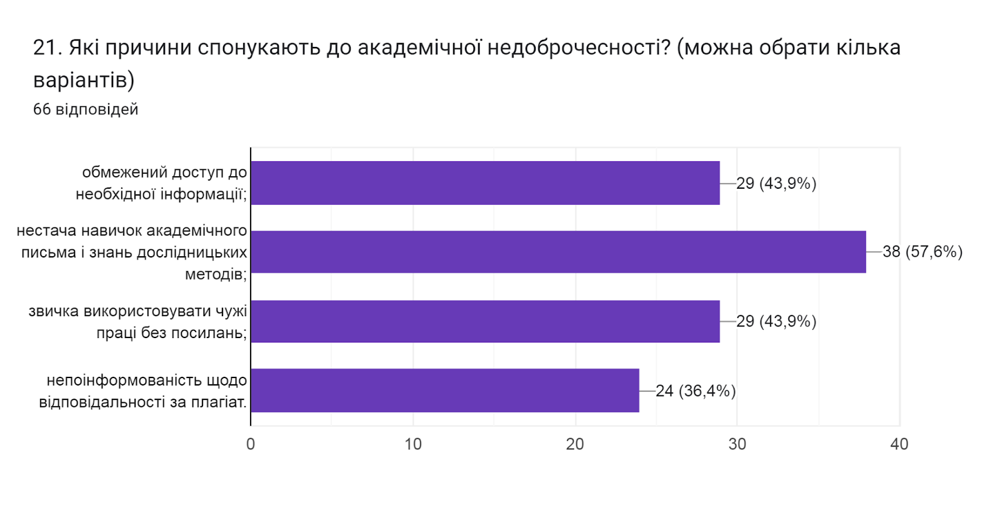 21. Які причини спонукають до академічної недоброчесності? (можна обрати кілька
варіантів)
66 відповідей
обмежений доступ до
необхідної інформації;
29 (43,9%)
нестача навичок академічного
письма і знань дослідницьких
методів;
38 (57,6%)
звичка використовувати чужі
праці без посилань;
29 (43,9%)
непоінформованість щодо
відповідальності за плагіат.
24 (36,4%)
0 10 20 30 40